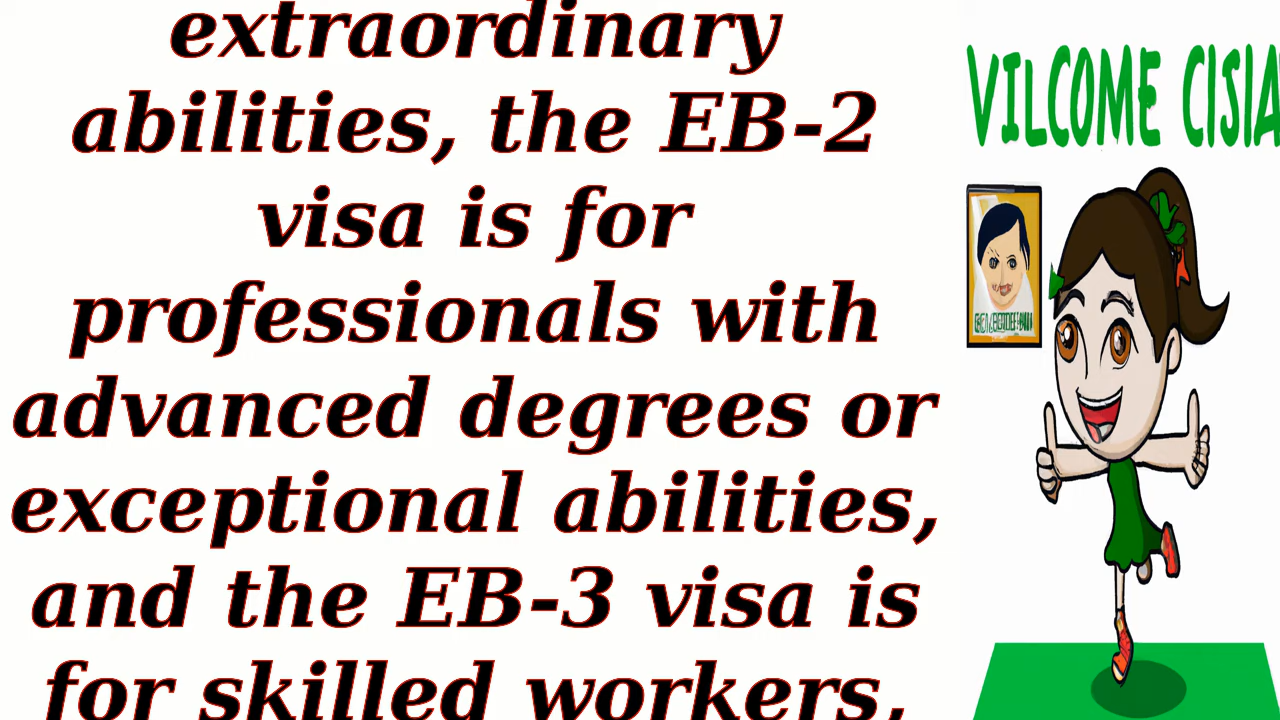 extraordinary
abilities, the EB-2
visa is for
professionals with
advanced degrees or
exceptional abilities,
and the EB-3 visa is
for skilled workers,
VILCOME CISIA